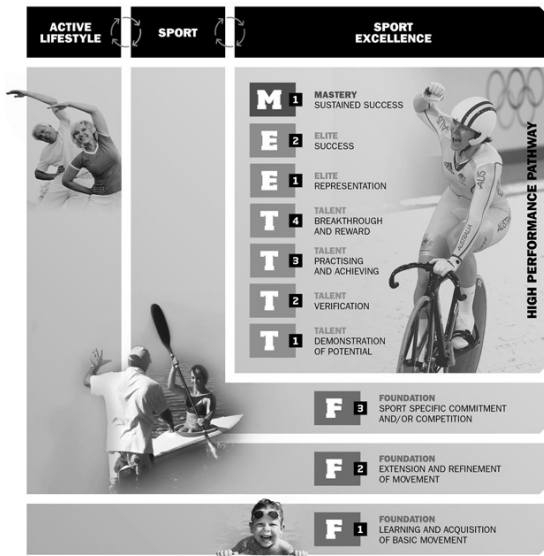 ACTIVE
LIFESTYLE
SPORT
SPORT
EXCELLENCE
M 1 MASTERY
SUSTAINED SUCCESS
E 2 ELITE
SUCCESS
E 1 ELITE
REPRESENTATION
T 4 TALENT
BREAKTHROUGH
AND REWARD
T 3 TALENT
PRACTISING
AND ACHIEVING
T 2 TALENT
VERIFICATION
T 1 TALENT
DEMONSTRATION
OF POTENTIAL
HIGH PERFORMANCE PATHWAY
AUS
AUSTRALIA
AUSTRALIA
F 3 FOUNDATION
SPORT SPECIFIC COMMITMENT
AND/OR COMPETITION
F 2 FOUNDATION
EXTENSION AND REFINEMENT
OF MOVEMENT
F 1 FOUNDATION
LEARNING AND ACQUISITION
OF BASIC MOVEMENT